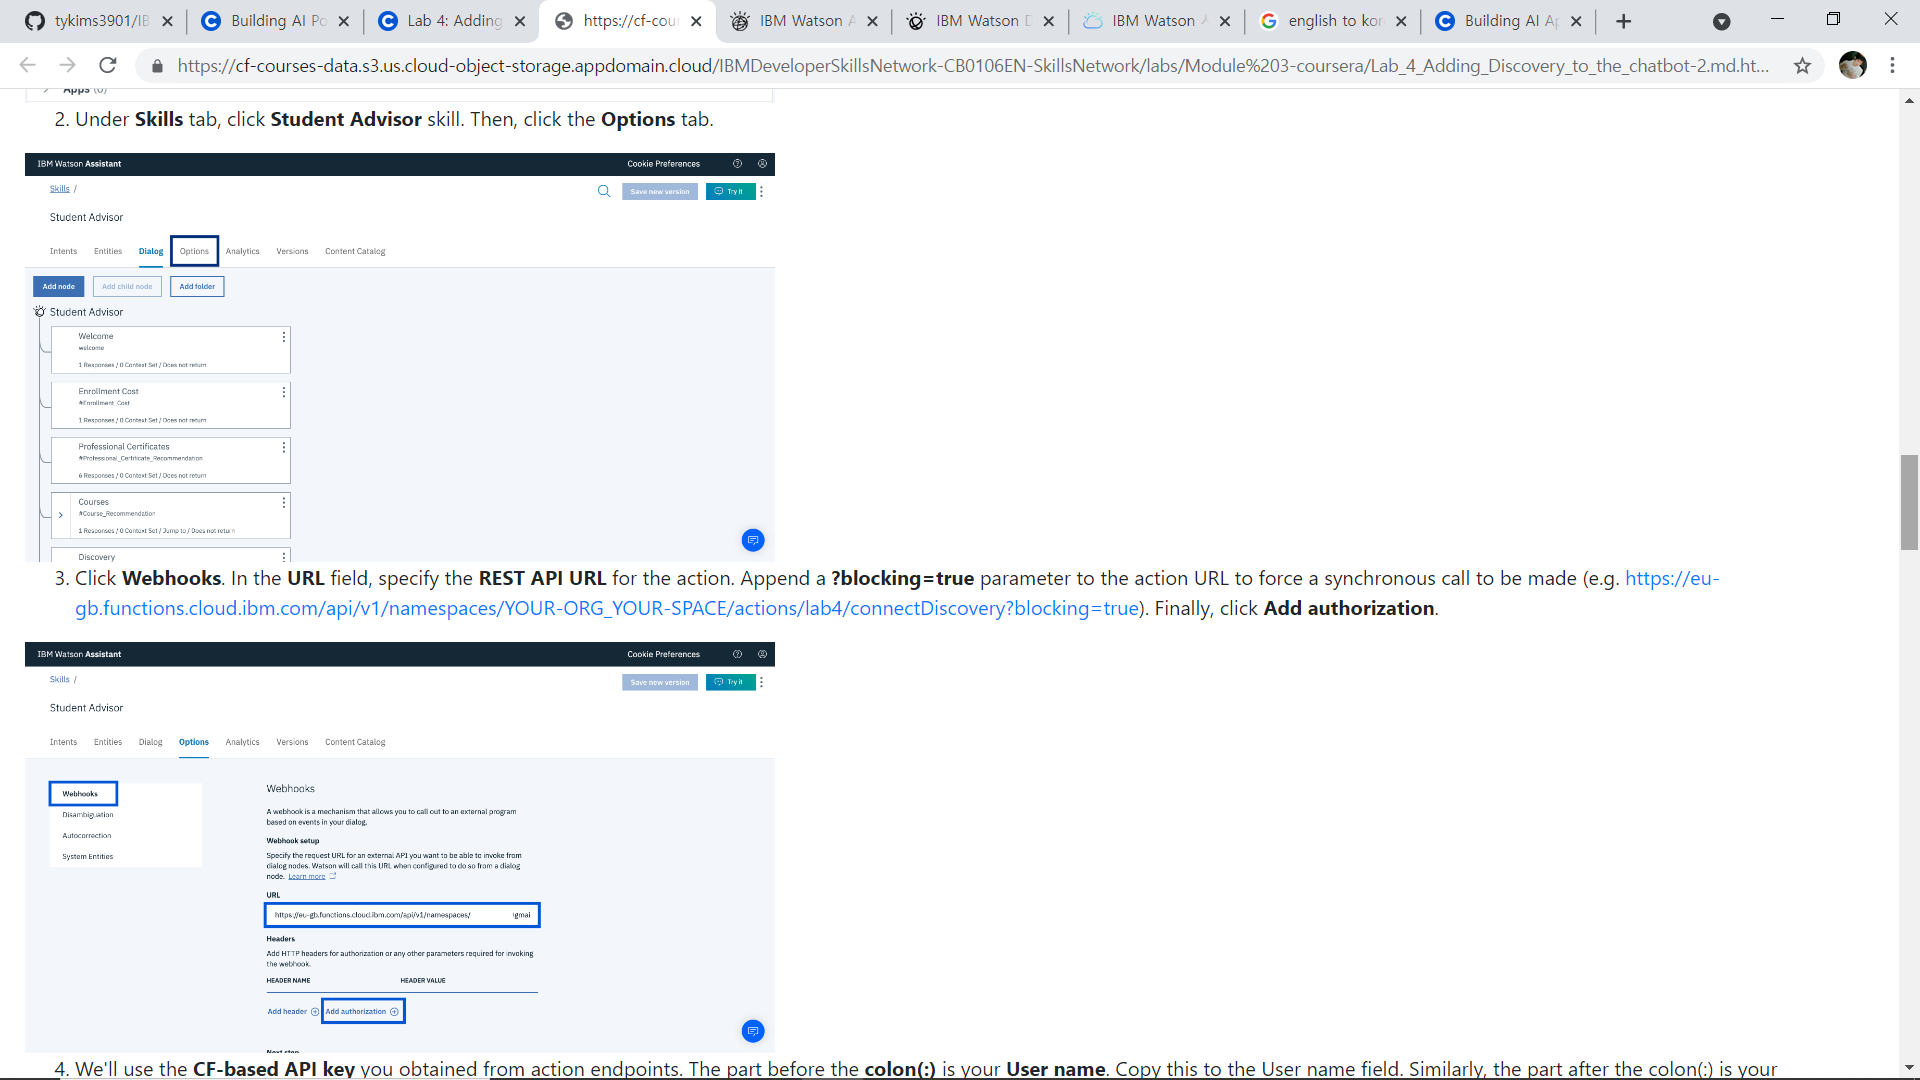 tykims3901/IB
Building AI Po
Lab 4: Adding
https://cf-cour
IBM Watson A
IBM Watson D
IBM Watson
english to kor
Building AI Ap
https://cf-courses-data.s3.us.cloud-object-storage.appdomain.cloud/IBMDeveloperSkillsNetwork-CB0106EN-SkillsNetwork/labs/Module%203-coursera/Lab_4_Adding_Discovery_to_the_chatbot-2.md.ht...
Apps (0)
2. Under Skills tab, click Student Advisor skill. Then, click the Options tab.
IBM Watson Assistant Cookie Preferences
Skills / Save new version Try it
Student Advisor
Intents Entities Dialog Options Analytics Versions Content Catalog
Add node Add child node Add folder
Student Advisor
Welcome
welcome
1 Responses / 0 Context Set / Does not return
Enrollment Cost
#Enrollment_Cost
1 Responses / 0 Context Set / Does not return
Professional Certificates
#Professional_Certificate_Recommendation
6 Responses / 0 Context Set / Does not return
Courses
#Course_Recommendation
1 Responses / 0 Context Set / Jump to / Does not return
Discovery
3. Click Webhooks. In the URL field, specify the REST API URL for the action. Append a ?blocking=true parameter to the action URL to force a synchronous call to be made (e.g. https://eu-
gb.functions.cloud.ibm.com/api/v1/namespaces/YOUR-ORG_YOUR-SPACE/actions/lab4/connectDiscovery?blocking=true). Finally, click Add authorization.
IBM Watson Assistant Cookie Preferences
Skills / Save new version Try it
Student Advisor
Intents Entities Dialog Options Analytics Versions Content Catalog
Webhooks
Disambiguation
Autocorrection
System Entities
Webhooks
A webhook is a mechanism that allows you to call out to an external program
based on events in your dialog.
Webhook setup
Specify the request URL for an external API you want to be able to invoke from
dialog nodes. Watson will call this URL when configured to do so from a dialog
node. Learn more
URL
https://eu-gb.functions.cloud.ibm.com/api/v1/namespaces/ gmai
Headers
Add HTTP headers for authorization or any other parameters required for invoking
the webhook.
HEADER NAME HEADER VALUE
Add header Add authorization
Next step
4. We'll use the CF-based API key you obtained from action endpoints. The part before the colon(:) is your User name. Copy this to the User name field. Similarly, the part after the colon(:) is your